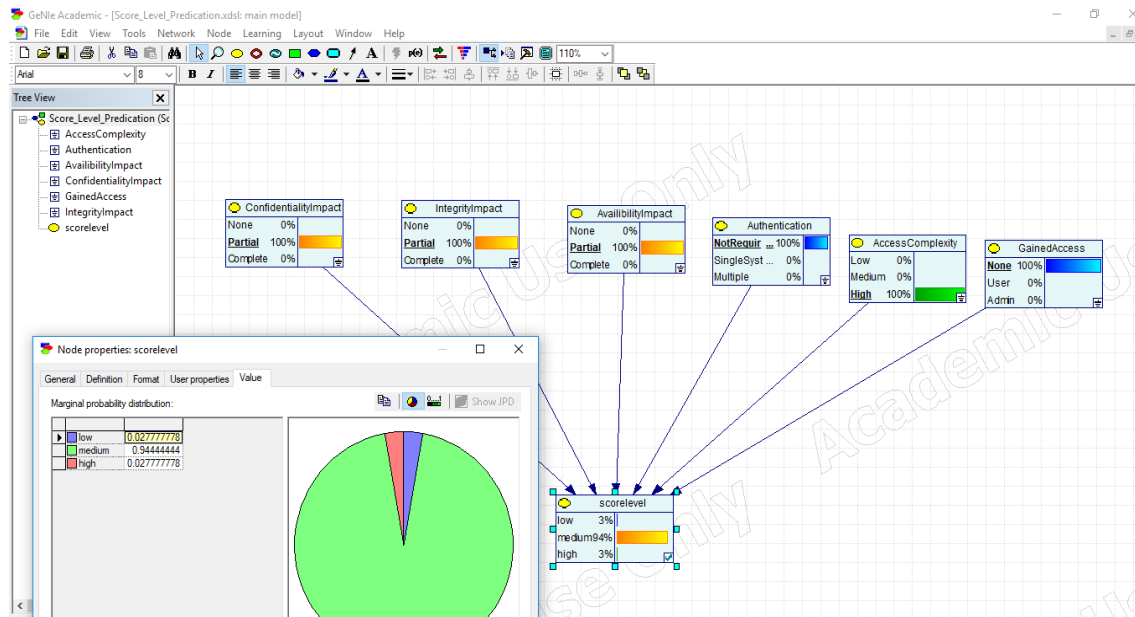 GeNIe Academic - [Score_Level_Predication.xdsl: main model]
File Edit View Tools Network Node Learning Layout Window Help
110%
Arial 8 B I A
Tree View
Score_Level_Predication (Sc
AccessComplexity
Authentication
AvailibilityImpact
ConfidentialityImpact
GainedAccess
IntegrityImpact
scorelevel
ConfidentialityImpact
None 0%
Partial 100%
Complete 0%
IntegrityImpact
None 0%
Partial 100%
Complete 0%
AvailibilityImpact
None 0%
Partial 100%
Complete 0%
Authentication
NotRequir ... 100%
SingleSyst ... 0%
Multiple 0%
AccessComplexity
Low 0%
Medium 0%
High 100%
GainedAccess
None 100%
User 0%
Admin 0%
Node properties: scorelevel
General Definition Format User properties Value
Marginal probability distribution:
Show JPD
low 0.027777778
medium 0.94444444
high 0.027777778
scorelevel
low 3%
medium 94%
high 3%
Only
Academic Us
Academic
Use Only